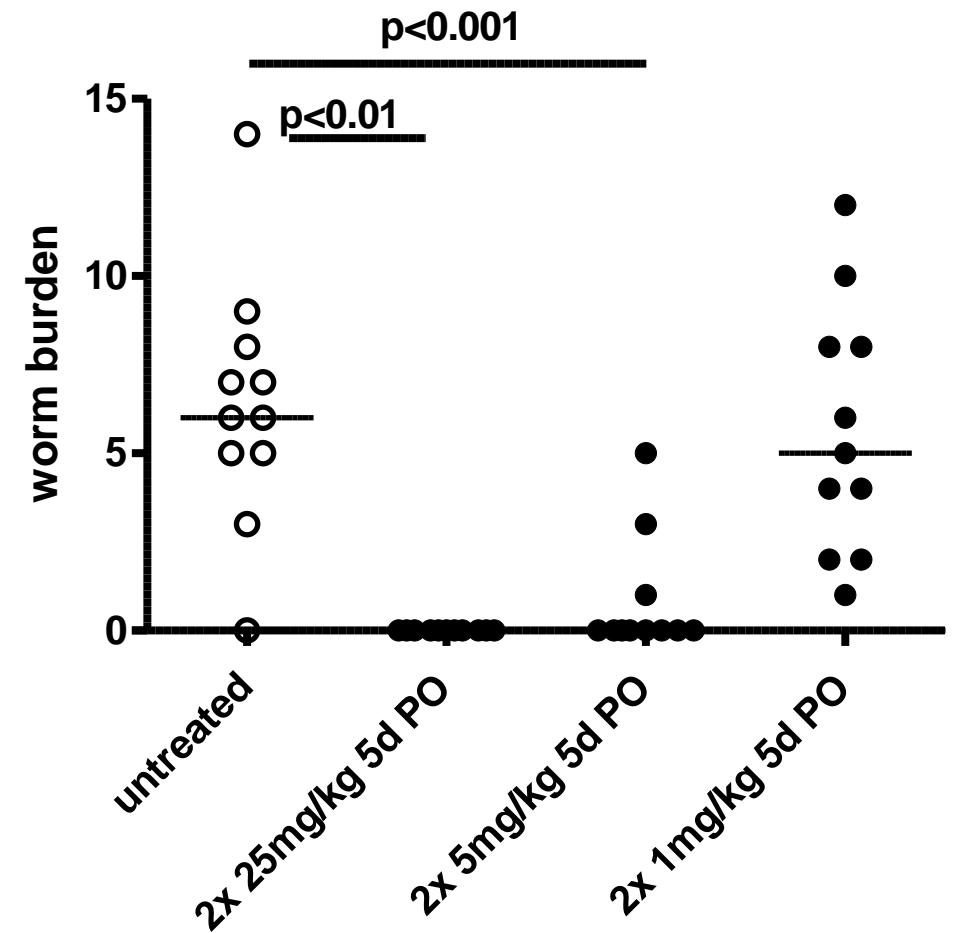 p<0.001
p<0.01
15
10
5
0
worm burden
untreated
2x 25mg/kg 5d PO
2x 5mg/kg 5d PO
2x 1mg/kg 5d PO